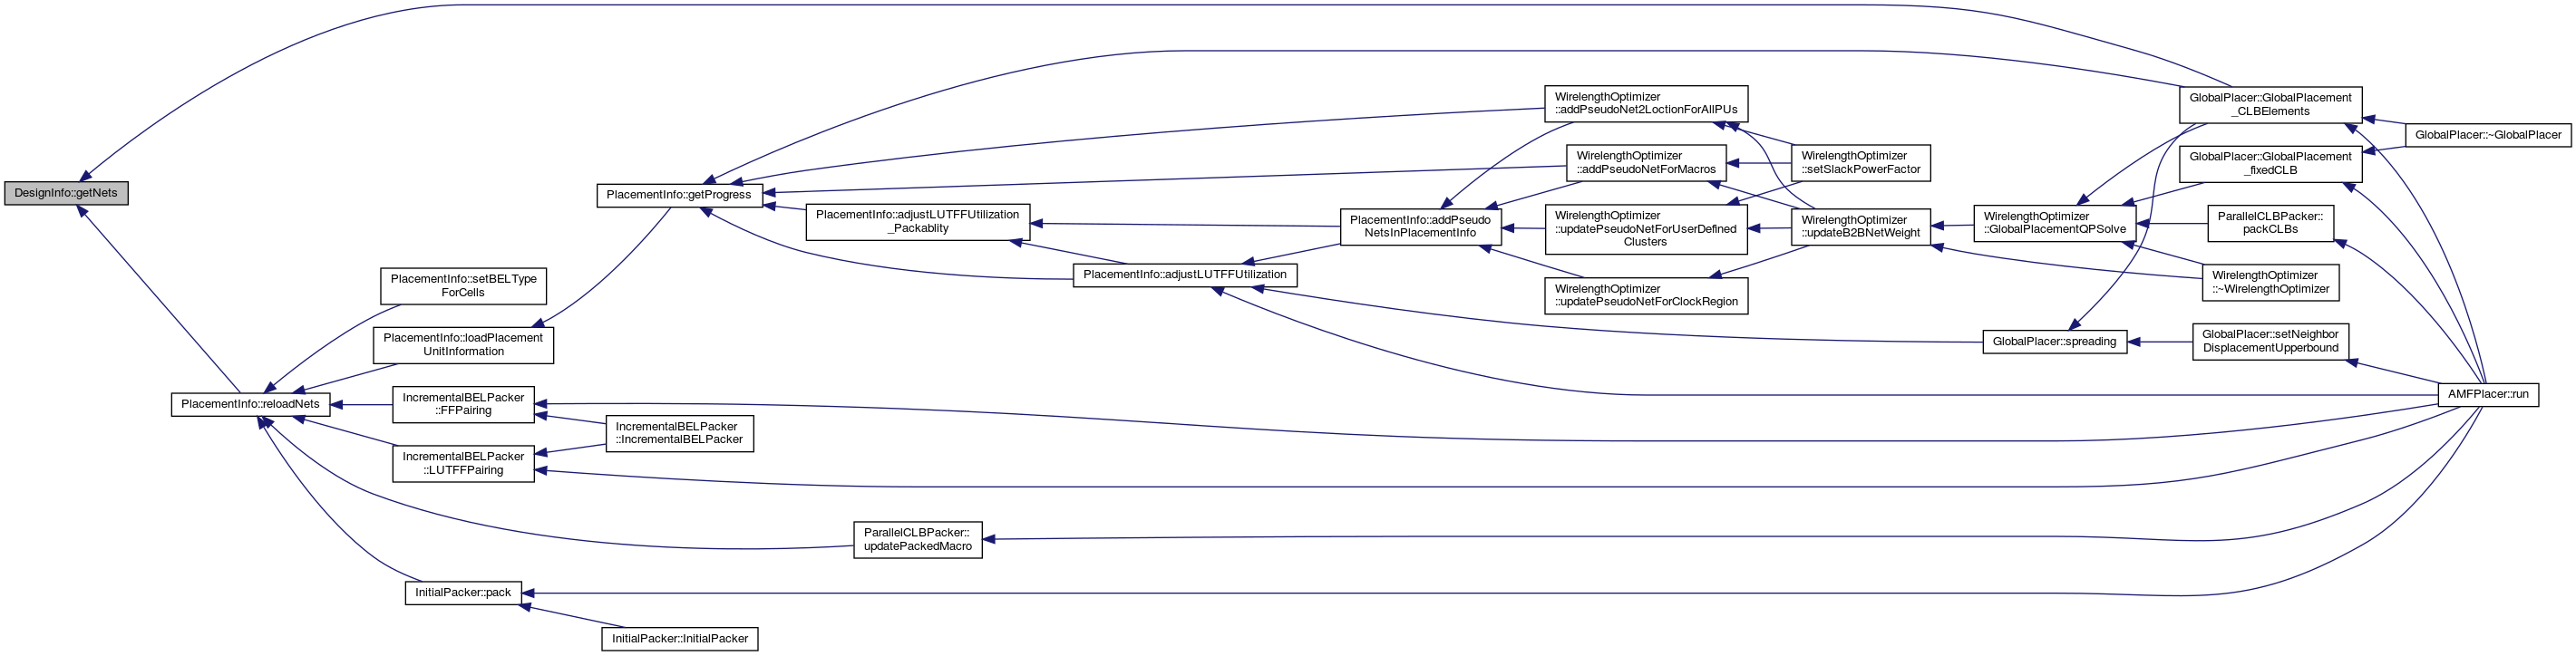 DesignInfo::getNets
PlacementInfo::reloadNets
PlacementInfo::setBELType
ForCells
PlacementInfo::loadPlacement
UnitInformation
IncrementalBELPacker
::FFPairing
IncrementalBELPacker
::LUTFFPairing
InitialPacker::pack
PlacementInfo::getProgress
IncrementalBELPacker
::IncrementalBELPacker
InitialPacker::InitialPacker
PlacementInfo::adjustLUTFFUtilization
_Packablity
ParallelCLBPacker::
updatePackedMacro
PlacementInfo::adjustLUTFFUtilization
PlacementInfo::addPseudo
NetsInPlacementInfo
WirelengthOptimizer
::addPseudoNet2LoctionForAllPUs
WirelengthOptimizer
::addPseudoNetForMacros
WirelengthOptimizer
::updatePseudoNetForUserDefined
Clusters
WirelengthOptimizer
::updatePseudoNetForClockRegion
WirelengthOptimizer
::setSlackPowerFactor
WirelengthOptimizer
::updateB2BNetWeight
WirelengthOptimizer
::GlobalPlacementQPSolve
GlobalPlacer::spreading
GlobalPlacer::GlobalPlacement
_CLBElements
GlobalPlacer::GlobalPlacement
_fixedCLB
ParallelCLBPacker::
packCLBs
WirelengthOptimizer
::~WirelengthOptimizer
GlobalPlacer::setNeighbor
DisplacementUpperbound
GlobalPlacer::~GlobalPlacer
AMFPlacer::run